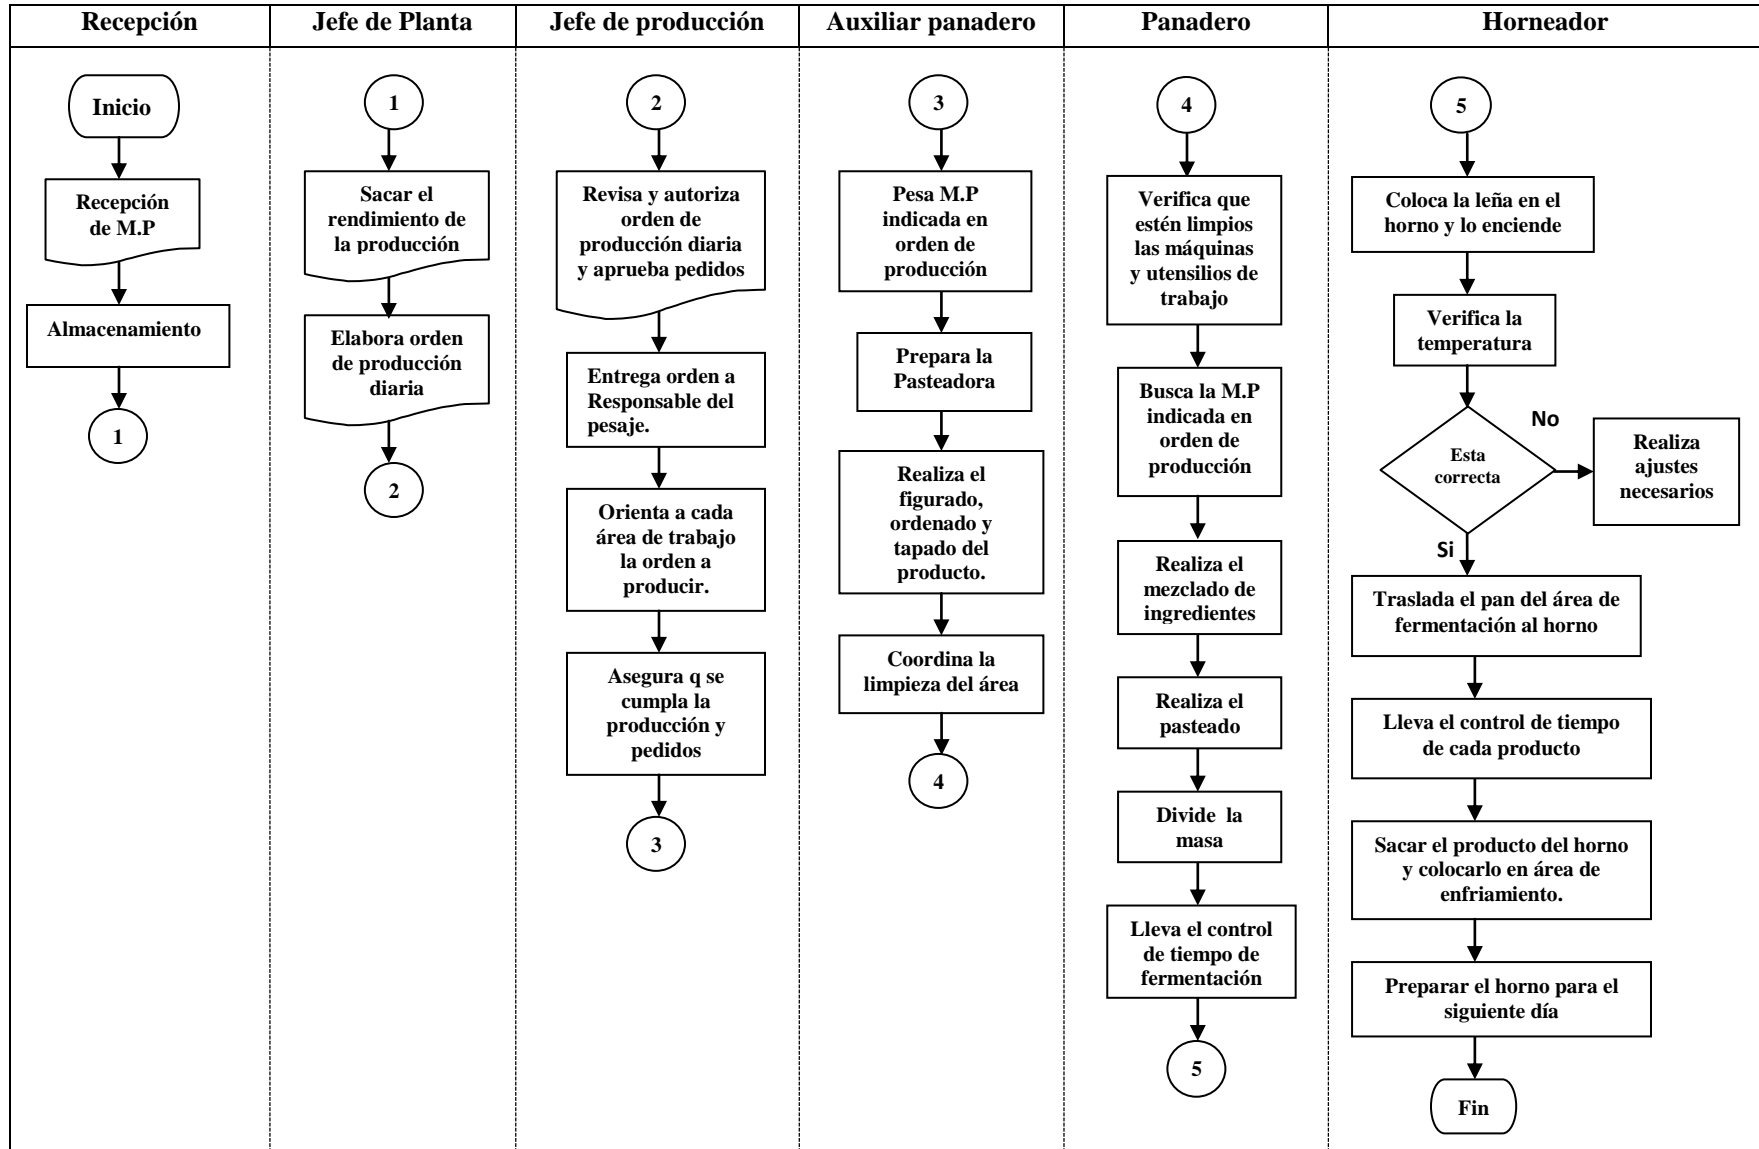 Recepción
Jefe de Planta
Jefe de producción
Auxiliar panadero
Panadero
Horneador
Inicio
Recepción
de M.P
Almacenamiento
1
1
Sacar el
rendimiento de
la producción
Elabora orden
de producción
diaria
2
2
Revisa y autoriza
orden de
producción diaria
y aprueba pedidos
Entrega orden a
Responsable del
pesaje.
Orienta a cada
área de trabajo
la orden a
producir.
Asegura q se
cumpla la
producción y
pedidos
3
3
Pesa M.P
indicada en
orden de
producción
Prepara la
Pasteadora
Realiza el
figurado,
ordenado y
tapado del
producto.
Coordina la
limpieza del área
4
4
Verifica que
estén limpios
las máquinas
y utensilios de
trabajo
Busca la M.P
indicada en
orden de
producción
Realiza el
mezclado de
ingredientes
Realiza el
pasteado
Divide la
masa
Lleva el control
de tiempo de
fermentación
5
5
Coloca la leña en el
horno y lo enciende
Verifica la
temperatura
Esta
correcta
No
Realiza
ajustes
necesarios
Si
Traslada el pan del área de
fermentación al horno
Lleva el control de tiempo
de cada producto
Sacar el producto del horno
y colocarlo en área de
enfriamiento.
Preparar el horno para el
siguiente día
Fin